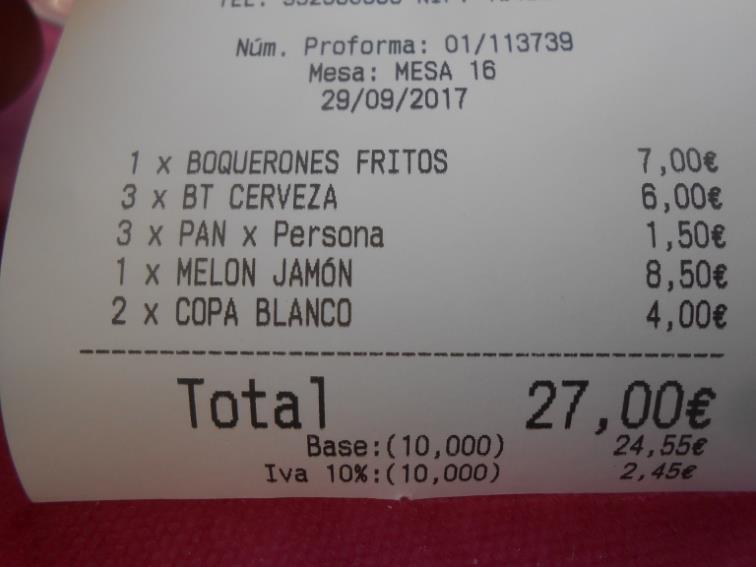 Núm. Proforma: 01/113739
Mesa: MESA 16
29/09/2017
1 x BOQUERONES FRITOS 7,00€
3 x BT CERVEZA 6,00€
3 x PAN x Persona 1,50€
1 x MELON JAMÓN 8,50€
2 x COPA BLANCO 4,00€
Total 27,00€
Base:(10,000) 24,55€
Iva 10%:(10,000) 2,45€